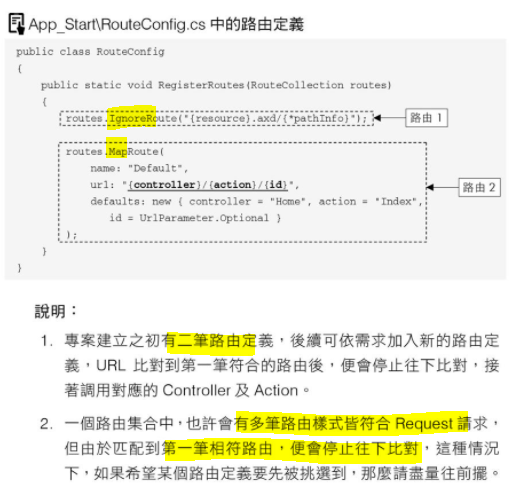 App_Start\RouteConfig.cs 中的路由定義
public class RouteConfig
{
public static void RegisterRoutes(RouteCollection routes)
{
routes.IgnoreRoute("{resource}.axd/{*pathInfo}"); 路由 1
routes.MapRoute(
name: "Default",
url: "{controller}/{action}/{id}",
defaults: new { controller = "Home", action = "Index", 路由 2
id = UrlParameter.Optional }
);
}
}
說明：
1. 專案建立之初有二筆路由定義，後續可依需求加入新的路由定
義，URL 比對到第一筆符合的路由後，便會停止往下比對，接
著調用對應的 Controller 及 Action。
2. 一個路由集合中，也許會有多筆路由樣式皆符合 Request 請求，
但由於匹配到第一筆相符路由，便會停止往下比對，這種情況
下，如果希望某個路由定義要先被挑選到，那麼請盡量往前擺。